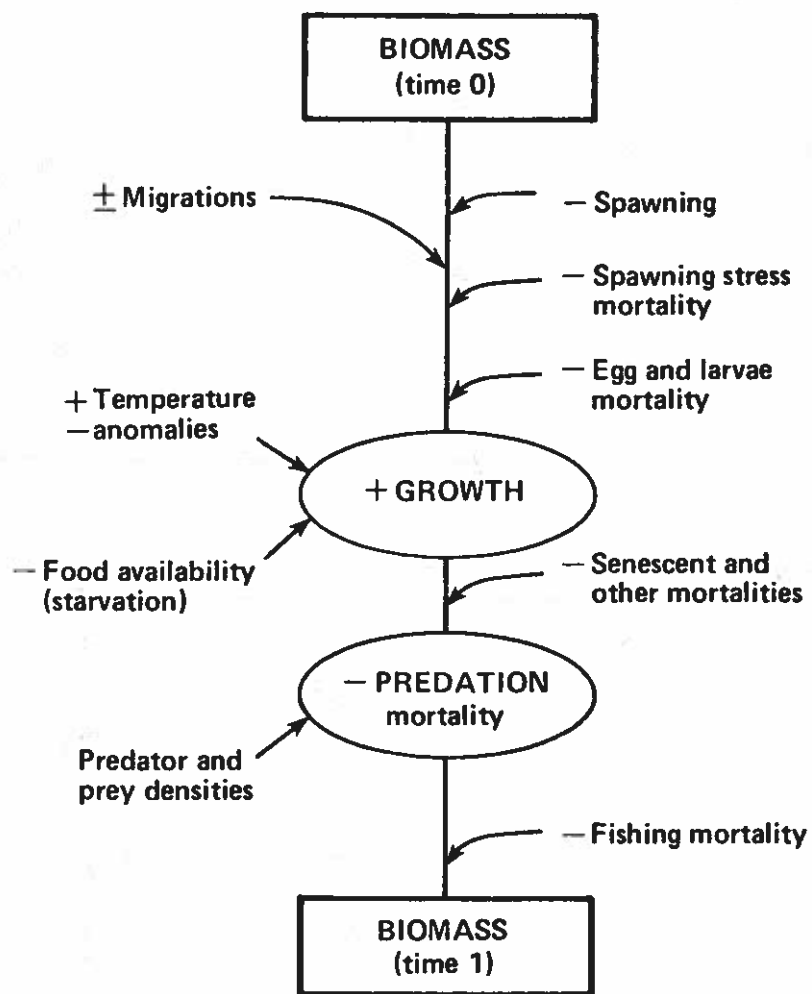 BIOMASS
(time 0)
± Migrations
− Spawning
− Spawning stress
mortality
− Egg and larvae
mortality
+ Temperature
− anomalies
+ GROWTH
− Food availability
(starvation)
− Senescent and
other mortalities
− PREDATION
mortality
Predator and
prey densities
− Fishing mortality
BIOMASS
(time 1)